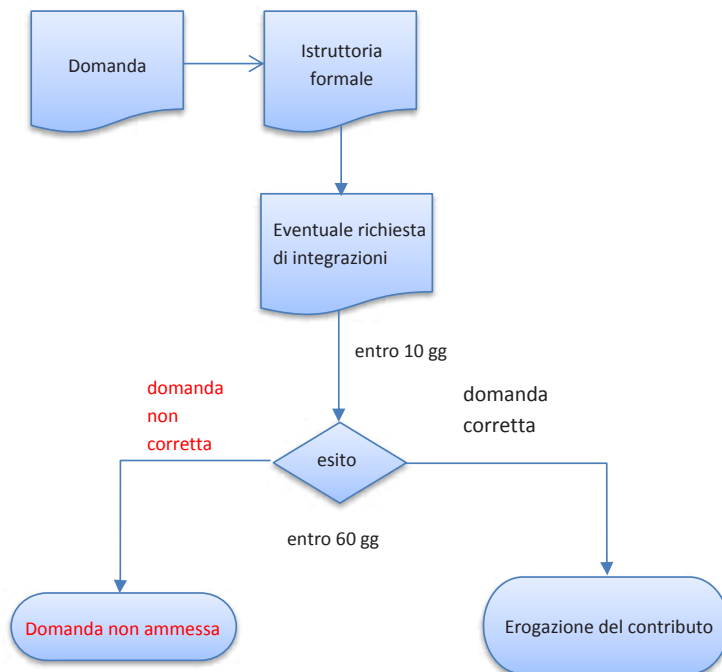 Domanda
Istruttoria
formale
Eventuale richiesta
di integrazioni
entro 10 gg
domanda
non
corretta
domanda
corretta
esito
entro 60 gg
Domanda non ammessa
Erogazione del contributo